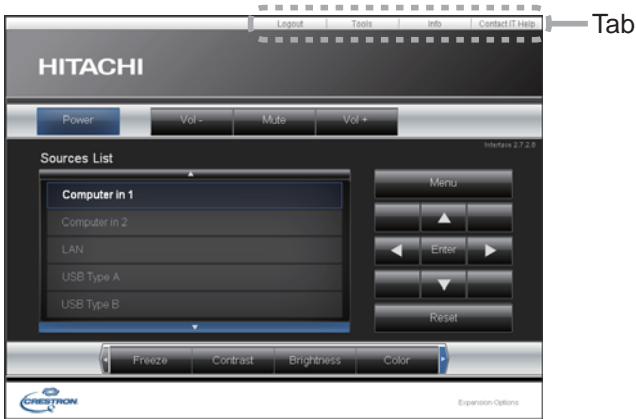 Logout Tools Info Contact IT Help
Tab
HITACHI
Power Vol - Mute Vol +
Interface 2.7.2.8
Sources List
Menu
Computer in 1
Computer in 2
LAN
Enter
USB Type A
USB Type B
Reset
Freeze Contrast Brightness Color
CRESTRON
Expansion Options